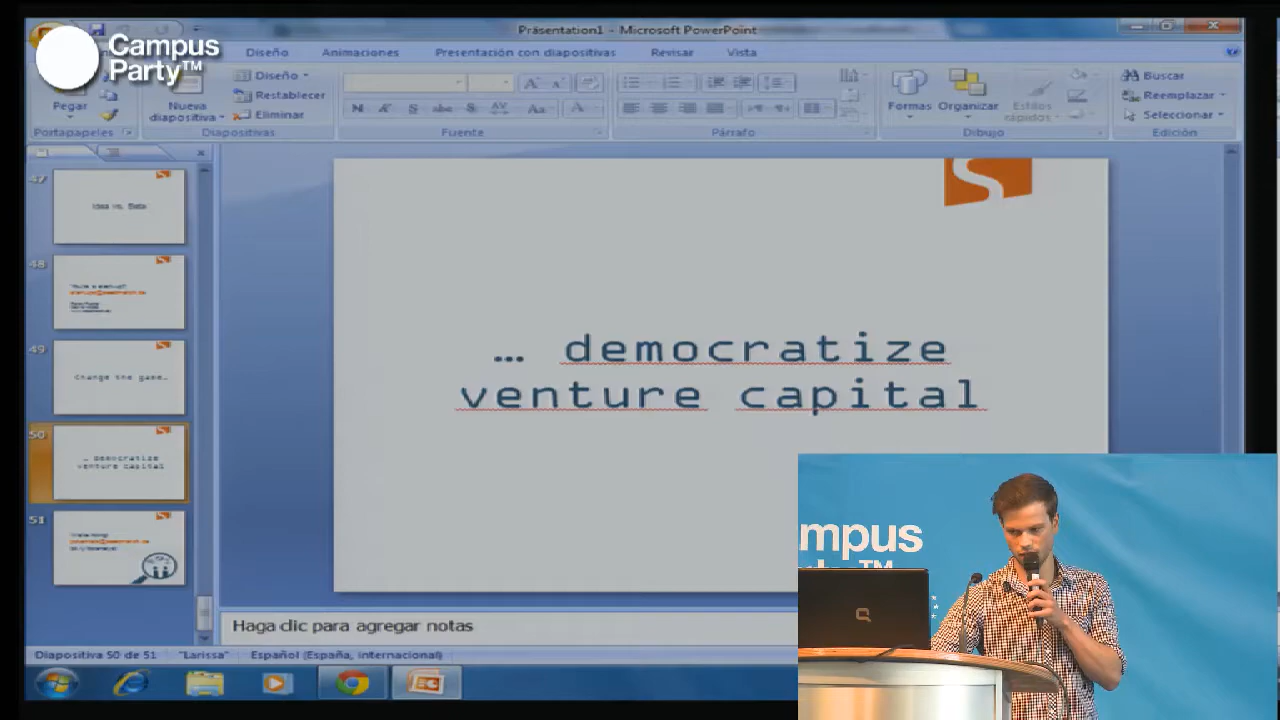 Präsentation1 - Microsoft PowerPoint
Campus
Party™
Diseño
Animaciones
Presentación con diapositivas
Revisar
Vista
Pegar
Nueva
diapositiva
Diseño
Restablecer
Eliminar
Formas
Organizar
Estilos
rápidos
Buscar
Reemplazar
Seleccionar
Portapapeles
Diapositivas
Fuente
Párrafo
Dibujo
Edición
47
Idea vs. Beta
48
49
Change the game…
50
… democratize
venture capital
51
… democratize
venture capital
Haga clic para agregar notas
Diapositiva 50 de 51
"Larissa"
Español (España, internacional)
mpus